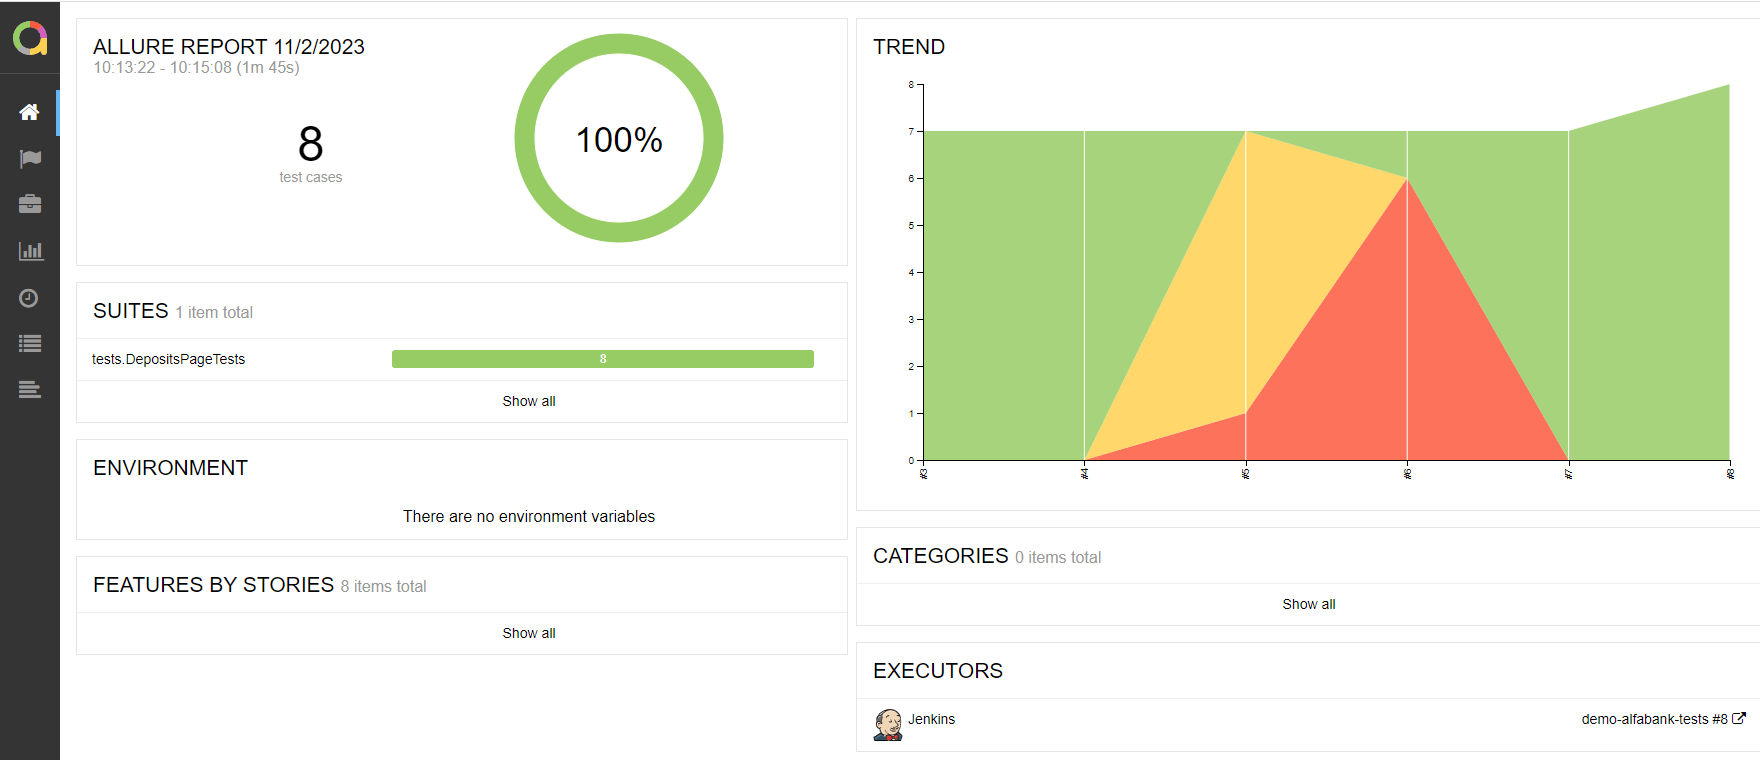 ALLURE REPORT 11/2/2023
10:13:22 - 10:15:08 (1m 45s)
8
test cases
100%
SUITES 1 item total
tests.DepositsPageTests 8
Show all
ENVIRONMENT
There are no environment variables
FEATURES BY STORIES 8 items total
Show all
TREND
8
7
6
5
4
3
2
1
0
#3 #4 #5 #6 #7 #8
CATEGORIES 0 items total
Show all
EXECUTORS
Jenkins demo-alfabank-tests #8